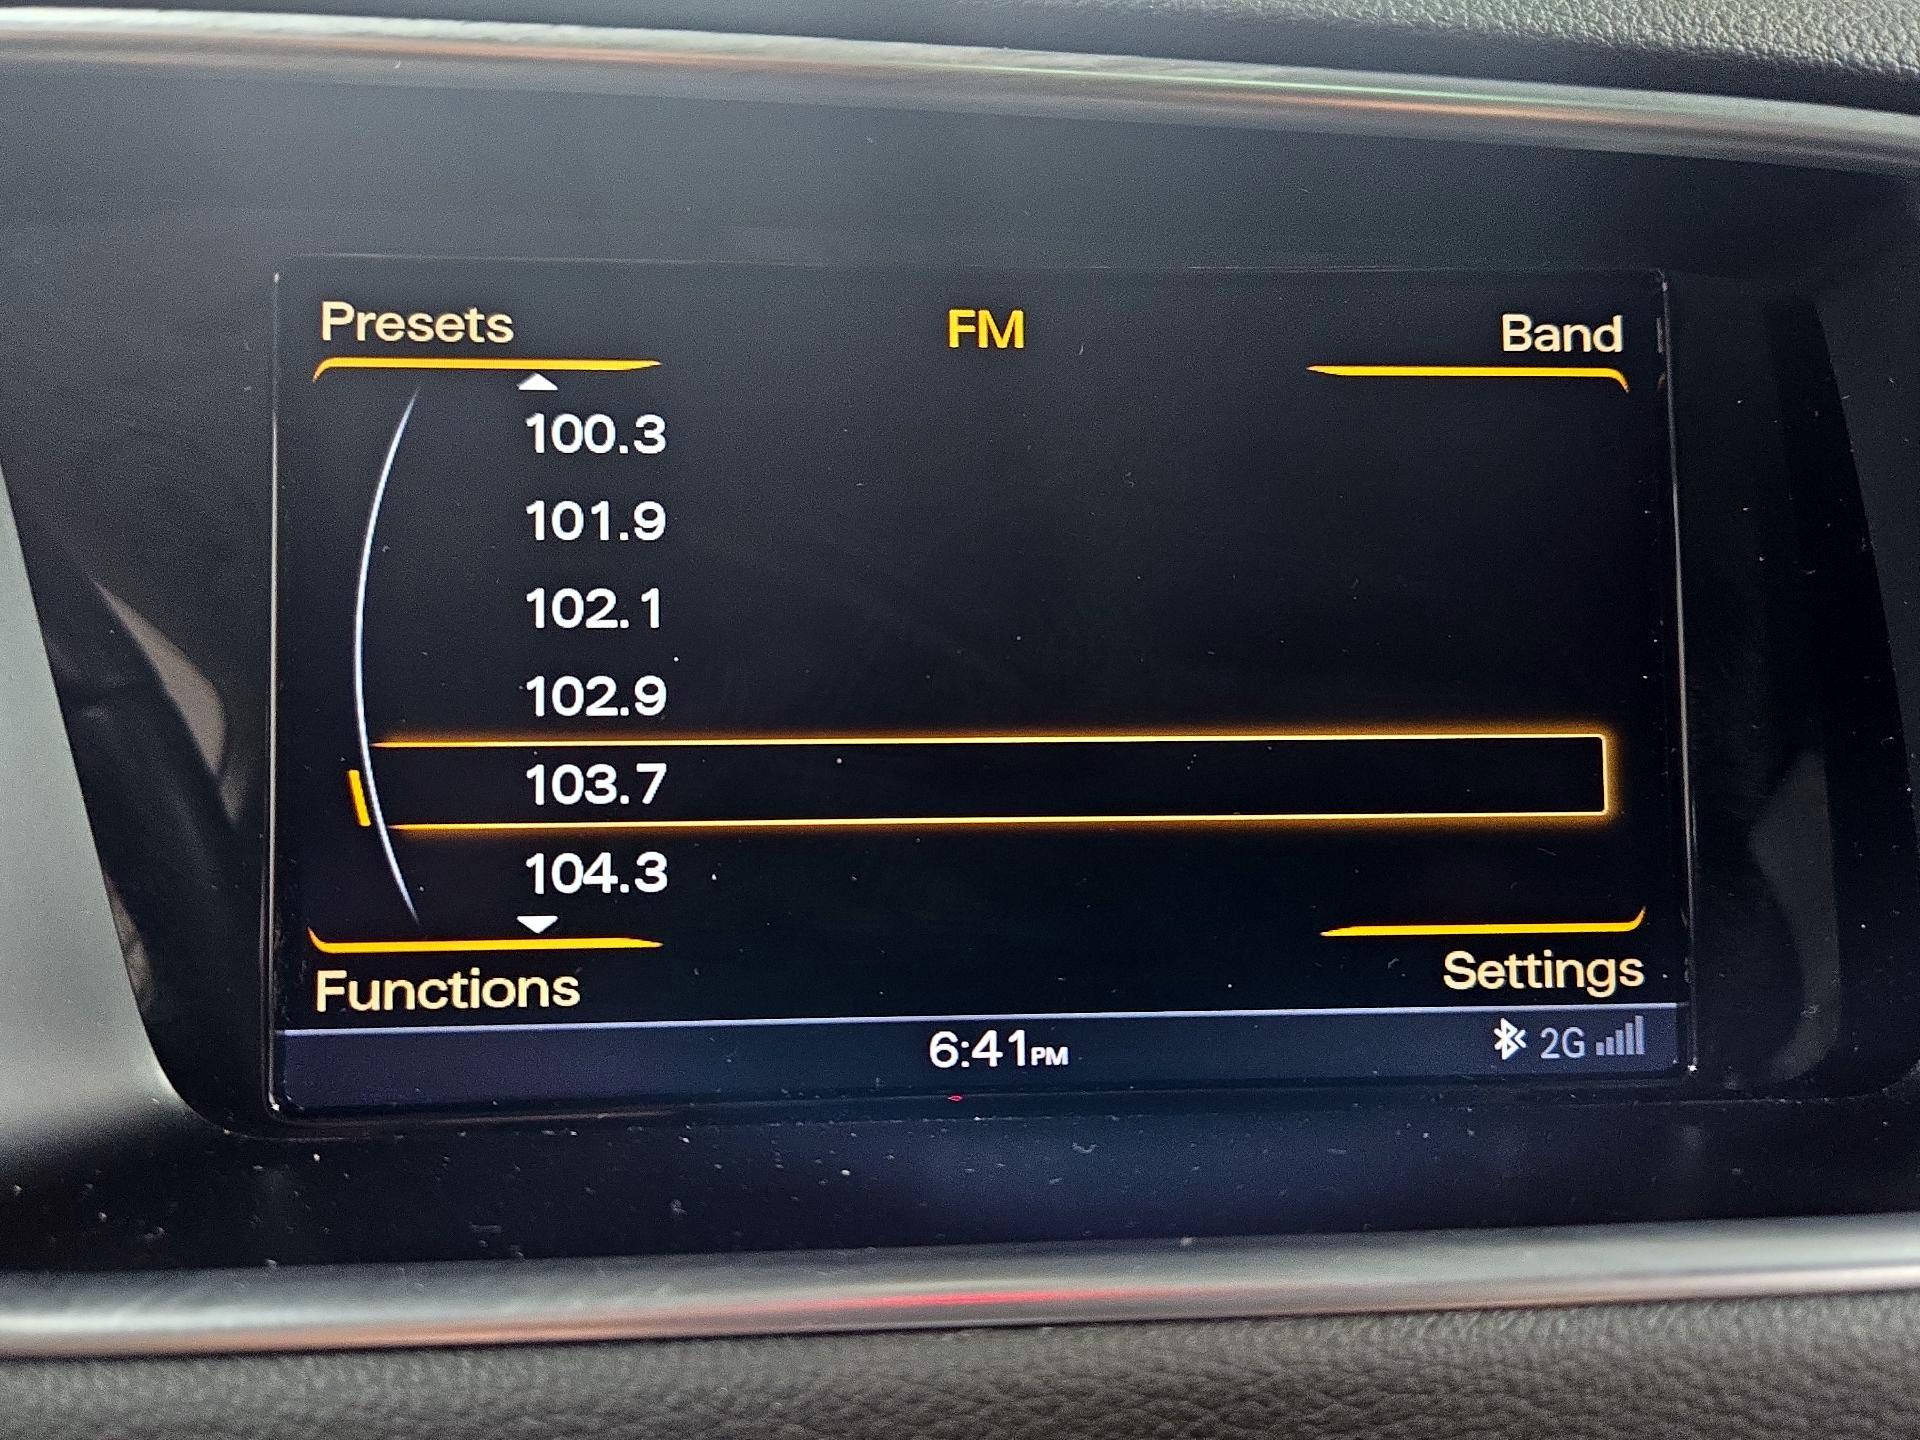 Presets FM Band
100.3
101.9
102.1
102.9
103.7
104.3
Functions Settings
6:41PM 2G